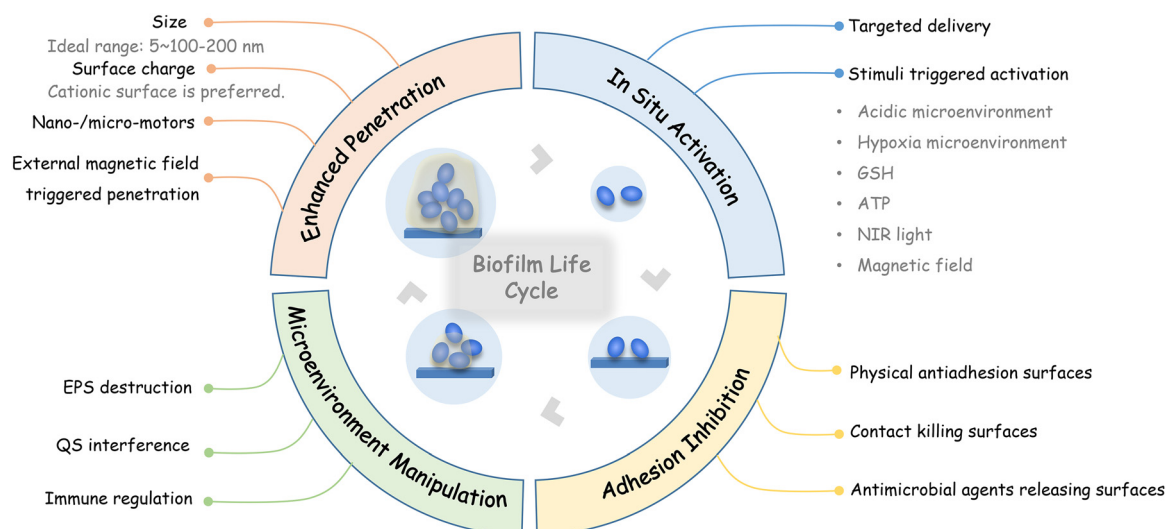 Size
Ideal range: 5~100-200 nm
Surface charge
Cationic surface is preferred.
Nano-/micro-motors
External magnetic field
triggered penetration
Enhanced Penetration
In Situ Activation
Targeted delivery
Stimuli triggered activation
• Acidic microenvironment
• Hypoxia microenvironment
• GSH
• ATP
• NIR light
• Magnetic field
Biofilm Life
Cycle
Microenvironment Manipulation
EPS destruction
QS interference
Immune regulation
Adhesion Inhibition
Physical antiadhesion surfaces
Contact killing surfaces
Antimicrobial agents releasing surfaces